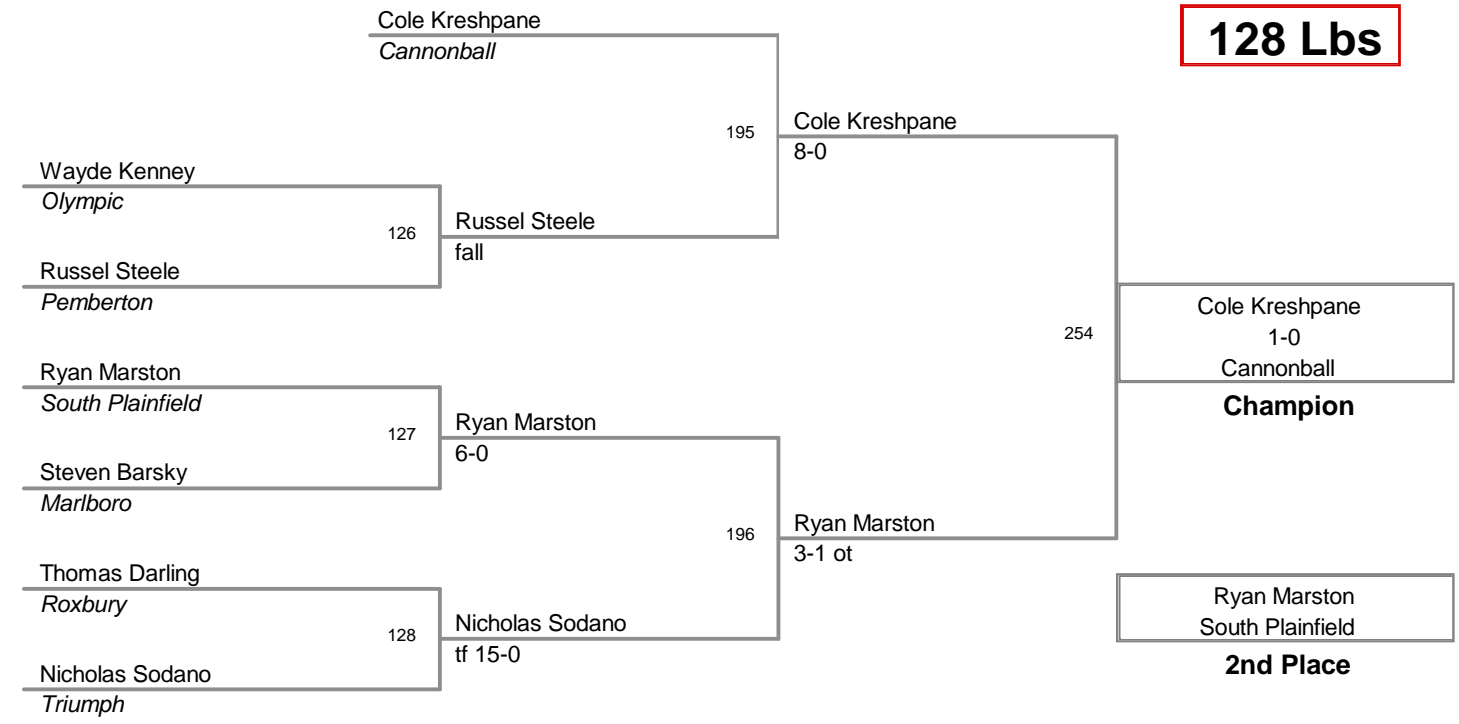 Cole Kreshpane
Cannonball
128 Lbs
195
Cole Kreshpane
8-0
Wayde Kenney
Olympic
126
Russel Steele
fall
Russel Steele
Pemberton
254
Cole Kreshpane
1-0
Cannonball
Champion
Ryan Marston
South Plainfield
127
Ryan Marston
6-0
Steven Barsky
Marlboro
196
Ryan Marston
3-1 ot
Thomas Darling
Roxbury
128
Nicholas Sodano
tf 15-0
Nicholas Sodano
Triumph
Ryan Marston
South Plainfield
2nd Place